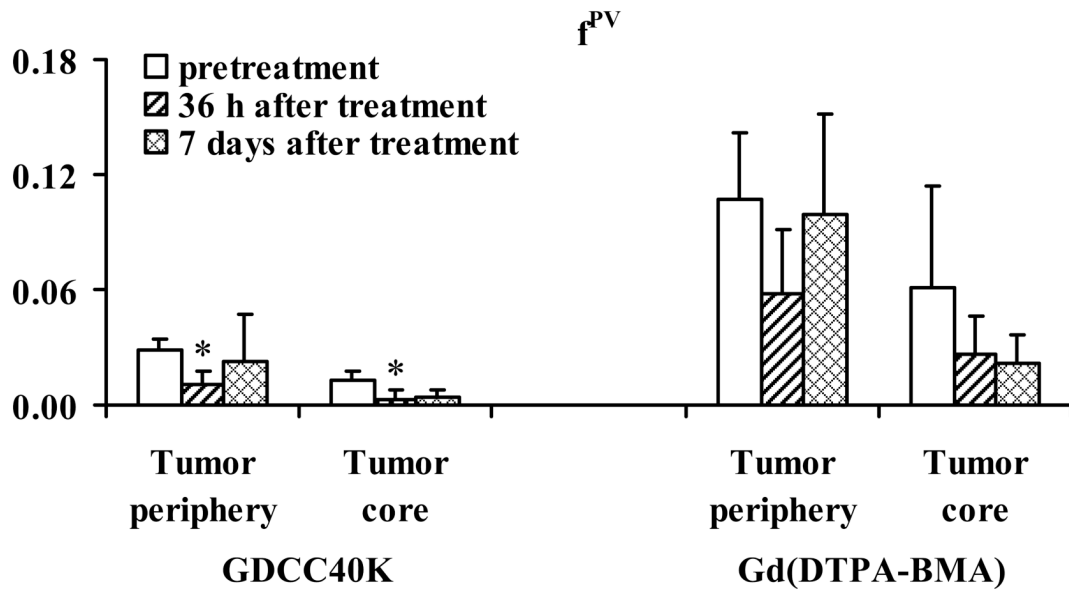 f^PV
0.18
pretreatment
36 h after treatment
7 days after treatment
0.12
0.06
*
*
0.00
Tumor periphery
Tumor core
Tumor periphery
Tumor core
GDCC40K
Gd(DTPA-BMA)